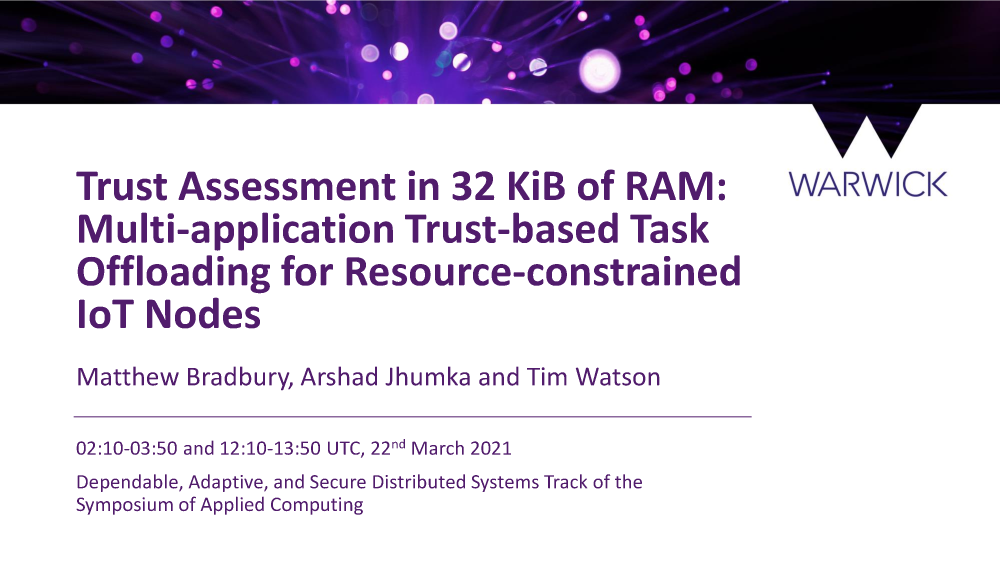 Trust Assessment in 32 KiB of RAM:
Multi-application Trust-based Task
Offloading for Resource-constrained
IoT Nodes
WARWICK
Matthew Bradbury, Arshad Jhumka and Tim Watson
02:10-03:50 and 12:10-13:50 UTC, 22nd March 2021
Dependable, Adaptive, and Secure Distributed Systems Track of the
Symposium of Applied Computing